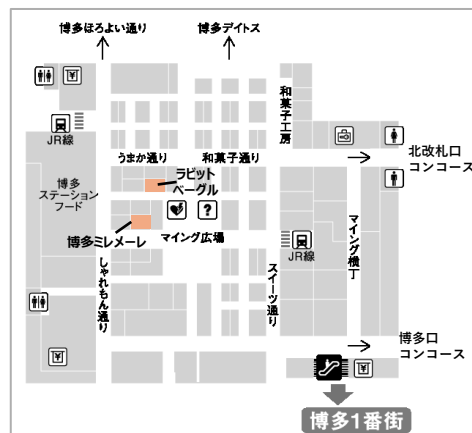 博多ほろよい通り
博多デイトス
和菓子工房
JR線
北改札口
コンコース
うまか通り
和菓子通り
ラビット
ベーグル
博多
ステーション
フード
?
博多ミレメーレ
マイング広場
JR線
マイング横丁
しゃれもん通り
スイーツ通り
博多口
コンコース
博多1番街